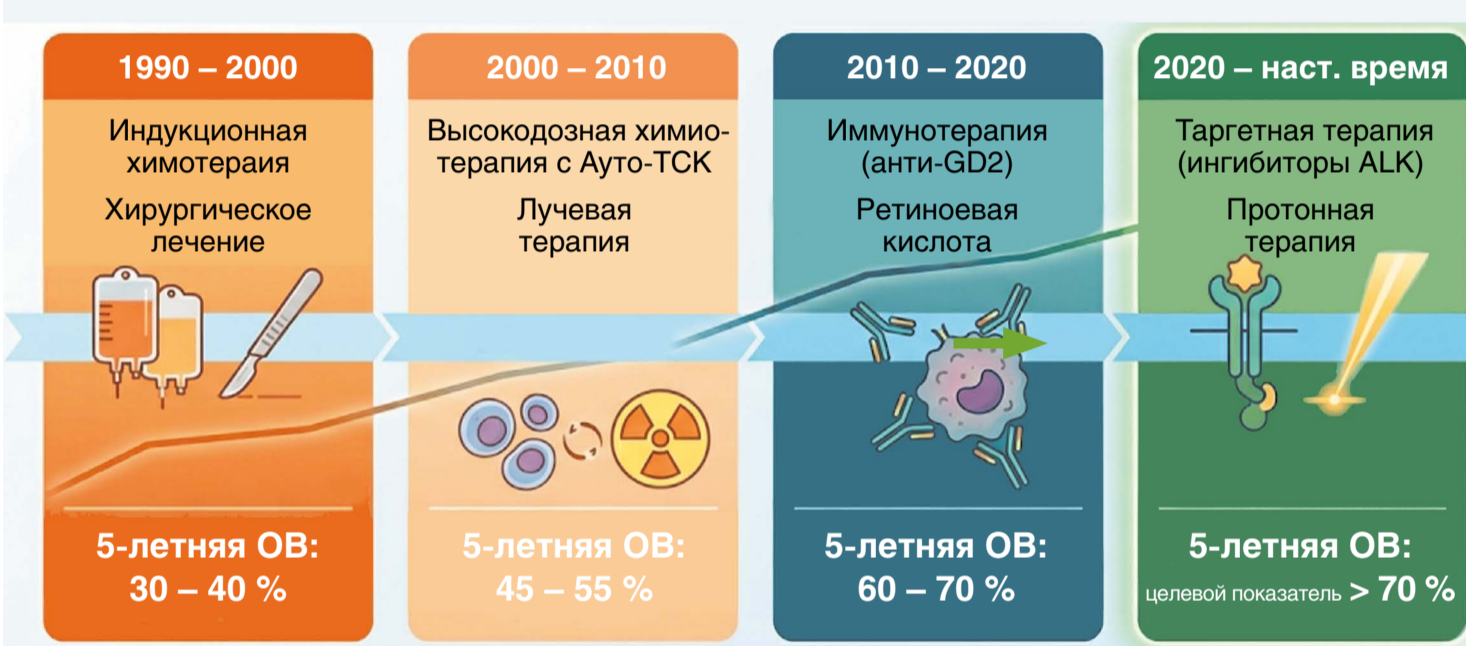 1990 – 2000
Индукционная
химотераия
Хирургическое
лечение
5-летняя ОВ:
30 – 40 %
2000 – 2010
Высокодозная химио-
терапия с Ауто-ТСК
Лучевая
терапия
5-летняя ОВ:
45 – 55 %
2010 – 2020
Иммунотерапия
(анти-GD2)
Ретиноевая
кислота
5-летняя ОВ:
60 – 70 %
2020 – наст. время
Таргетная терапия
(ингибиторы ALK)
Протонная
терапия
5-летняя ОВ:
целевой показатель > 70 %